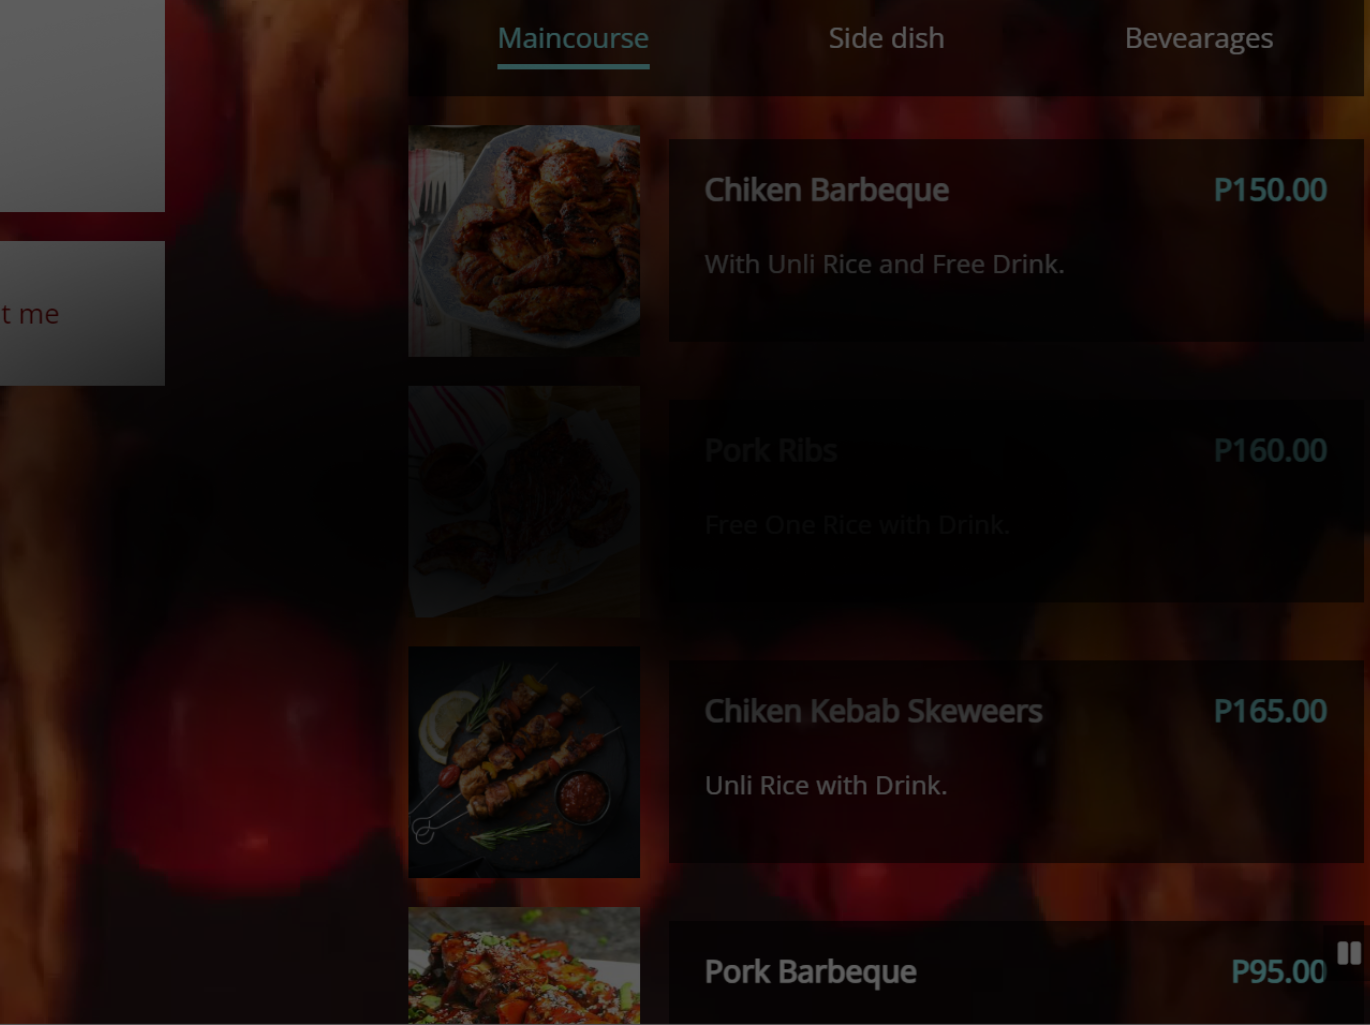 Maincourse Side dish Bevearages
Chiken Barbeque P150.00
With Unli Rice and Free Drink.
t me
Pork Ribs P160.00
Free One Rice with Drink.
Chiken Kebab Skeweers P165.00
Unli Rice with Drink.
Pork Barbeque P95.00